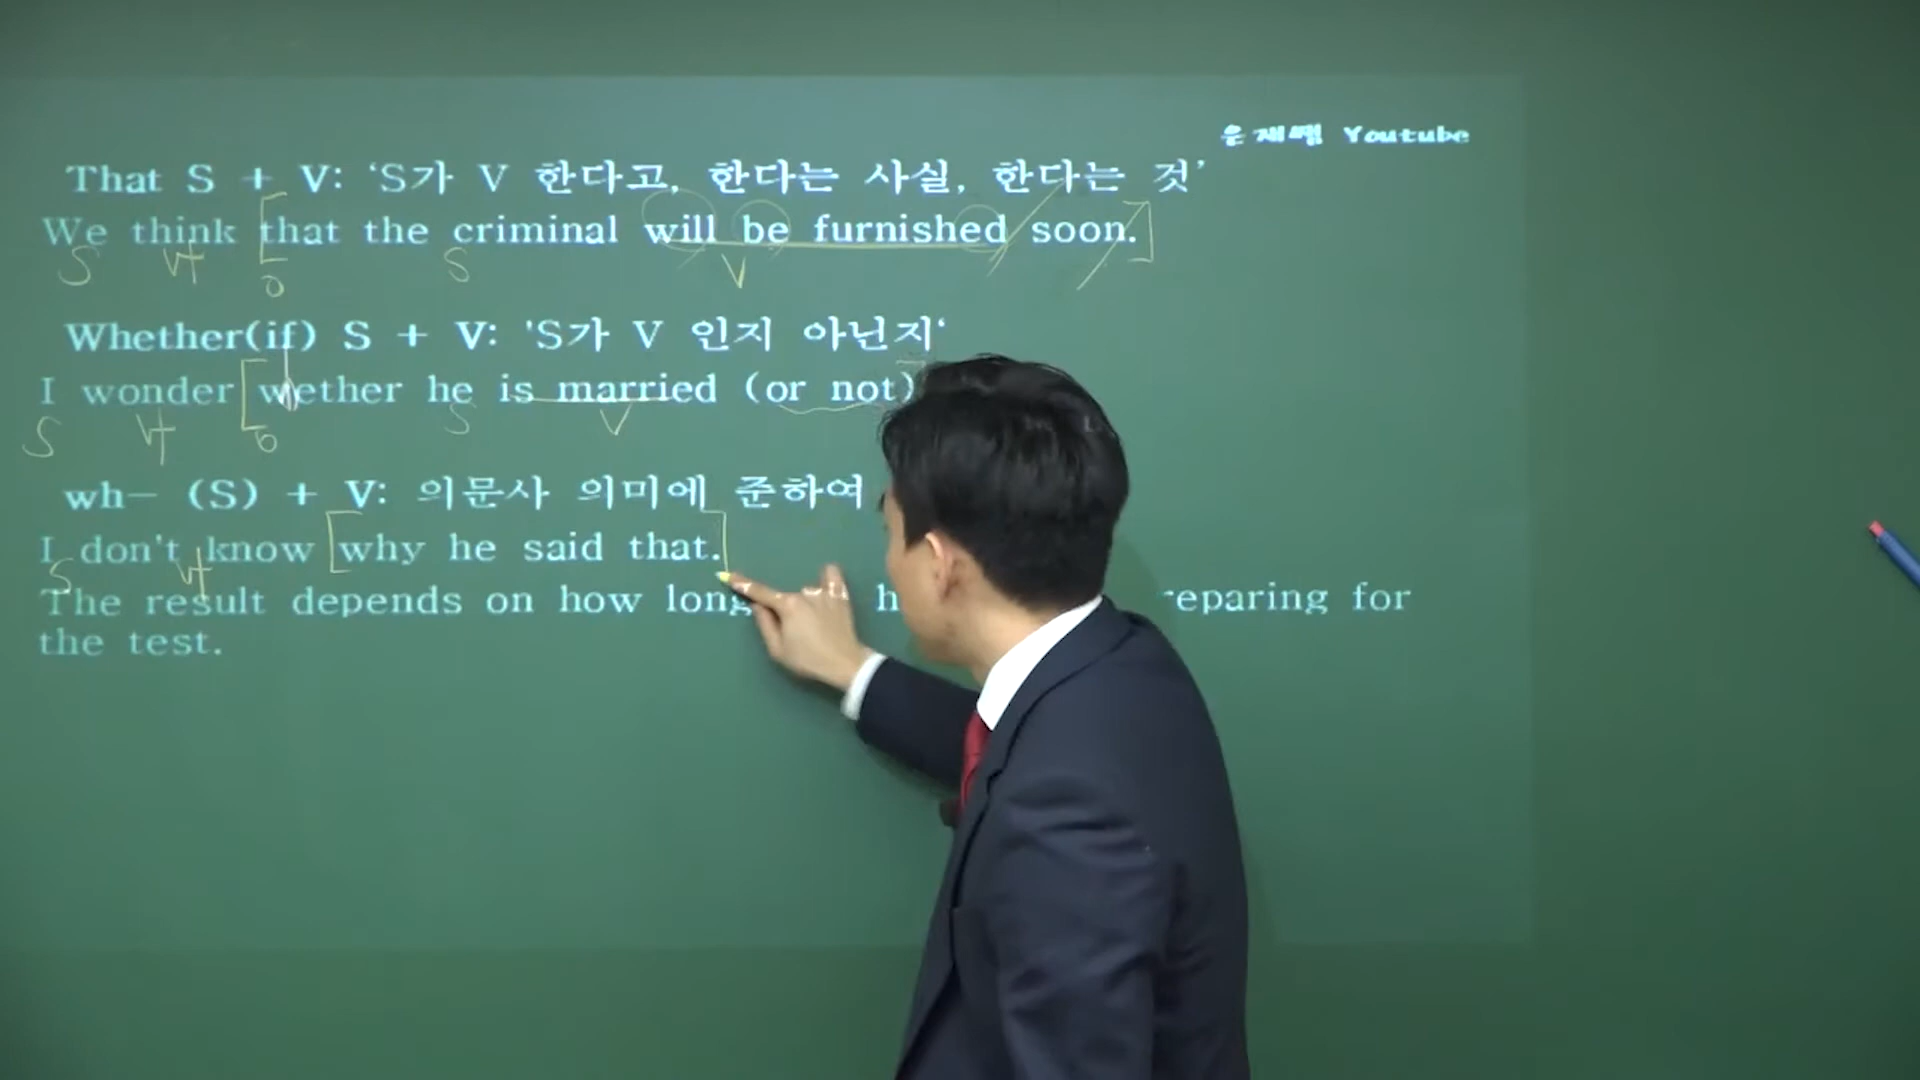 윤재쌤 Youtube
That S + V: ‘S가 V 한다고, 한다는 사실, 한다는 것’
We think [that the criminal will be furnished soon.]
S vt o S V
Whether(if) S + V: 'S가 V 인지 아닌지‘
I wonder [wether he is married (or not)
h
S vt o S V
wh- (S) + V: 의문사 의미에 준하여
I don't know [why he said that.]
S vt
The result depends on how long h reparing for
the test.